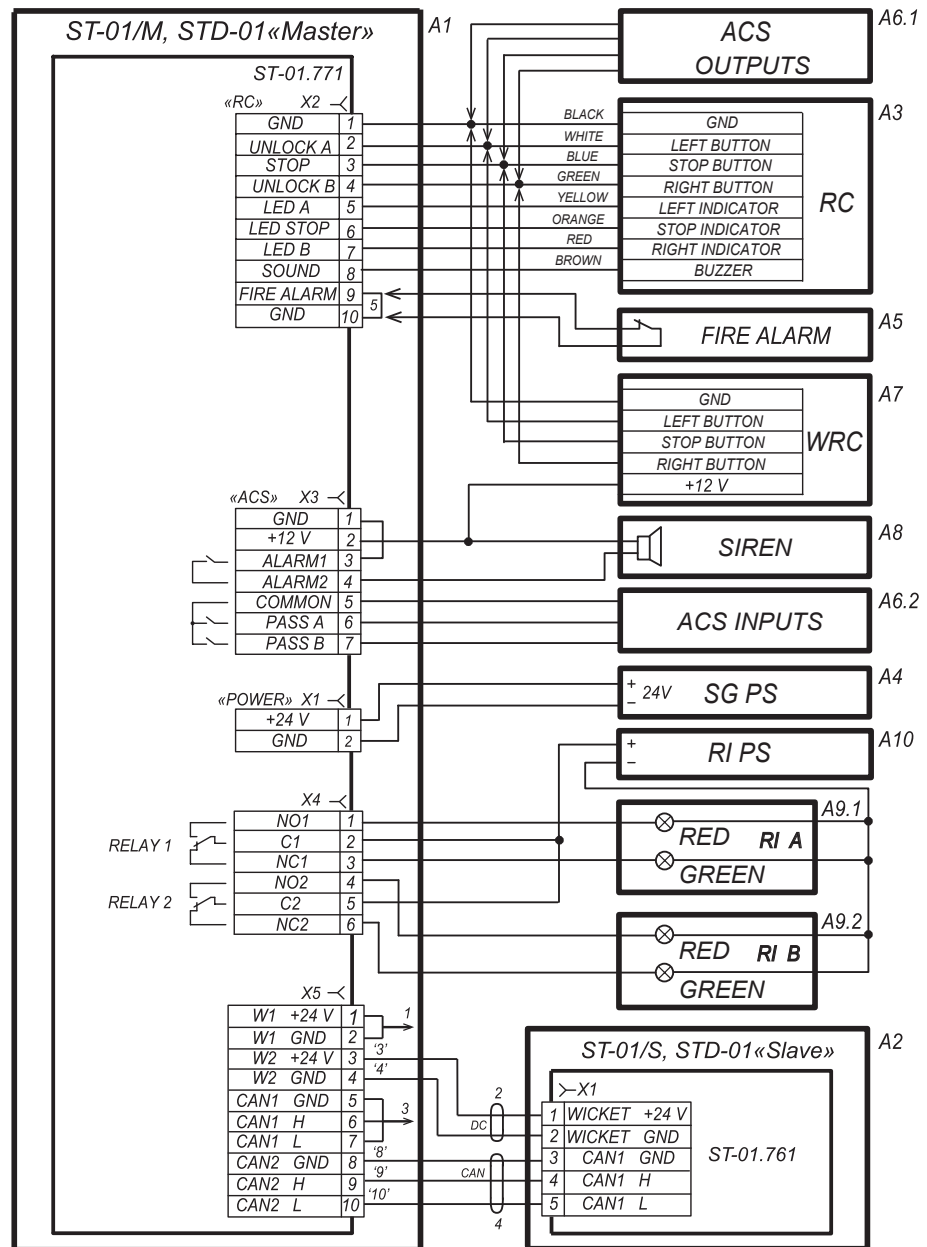 ST-01/M, STD-01«Master»
A1
ST-01.771
«RC» X2
GND 1
UNLOCK A 2
STOP 3
UNLOCK B 4
LED A 5
LED STOP 6
LED B 7
SOUND 8
FIRE ALARM 9
GND 10
5
BLACK
WHITE
BLUE
GREEN
YELLOW
ORANGE
RED
BROWN
ACS
OUTPUTS
A6.1
A3
GND
LEFT BUTTON
STOP BUTTON
RIGHT BUTTON
LEFT INDICATOR
STOP INDICATOR
RIGHT INDICATOR
BUZZER
RC
FIRE ALARM
A5
A7
GND
LEFT BUTTON
STOP BUTTON
RIGHT BUTTON
+12 V
WRC
«ACS» X3
GND 1
+12 V 2
ALARM1 3
ALARM2 4
COMMON 5
PASS A 6
PASS B 7
SIREN
A8
ACS INPUTS
A6.2
«POWER» X1
+24 V 1
GND 2
+
–
24V SG PS
A4
+
–
RI PS
A10
X4
NO1 1
C1 2
NC1 3
NO2 4
C2 5
NC2 6
RELAY 1
RELAY 2
A9.1
RED RI A
GREEN
A9.2
RED RI B
GREEN
X5
W1 +24 V 1
W1 GND 2
W2 +24 V 3
W2 GND 4
CAN1 GND 5
CAN1 H 6
CAN1 L 7
CAN2 GND 8
CAN2 H 9
CAN2 L 10
1
‘3’
‘4’
3
‘8’
‘9’
‘10’
2
DC
CAN
4
A2
ST-01/S, STD-01«Slave»
X1
1 WICKET +24 V
2 WICKET GND
3 CAN1 GND
4 CAN1 H
5 CAN1 L
ST-01.761